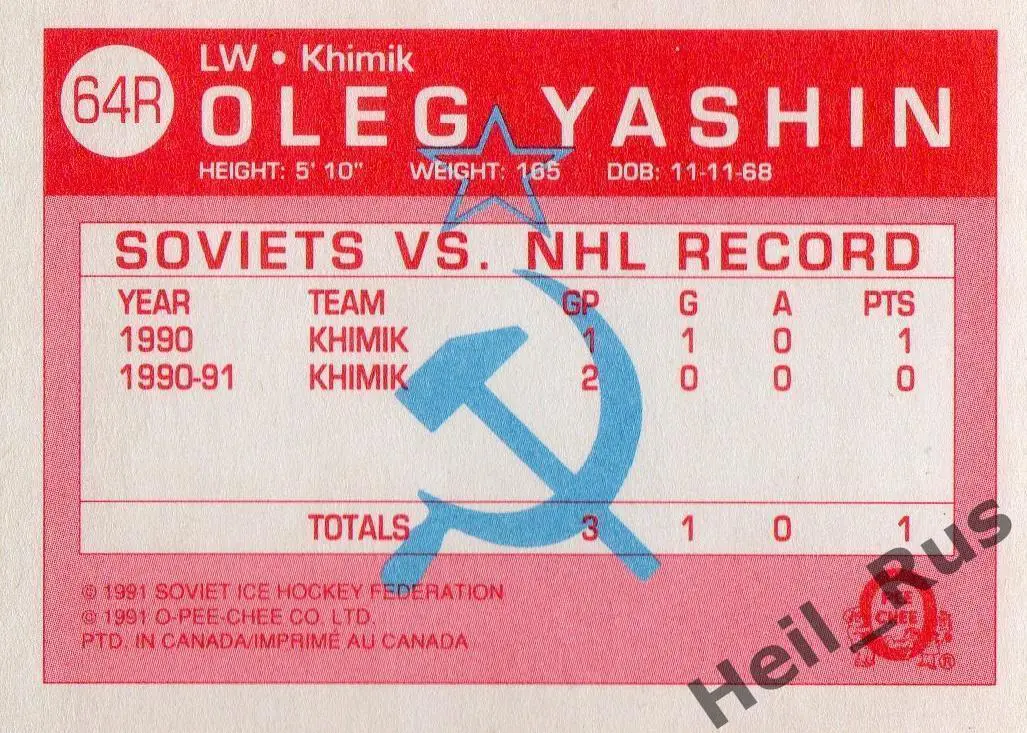 64R
LW • Khimik
OLEG YASHIN
HEIGHT: 5' 10" WEIGHT: 165 DOB: 11-11-68
SOVIETS VS. NHL RECORD
YEAR TEAM GP G A PTS
1990 KHIMIK 1 1 0 1
1990-91 KHIMIK 2 0 0 0
TOTALS 3 1 0 1
© 1991 SOVIET ICE HOCKEY FEDERATION
© 1991 O-PEE-CHEE CO. LTD.
PTD. IN CANADA/IMPRIMÉ AU CANADA
CHEE
®
Heil_Rus